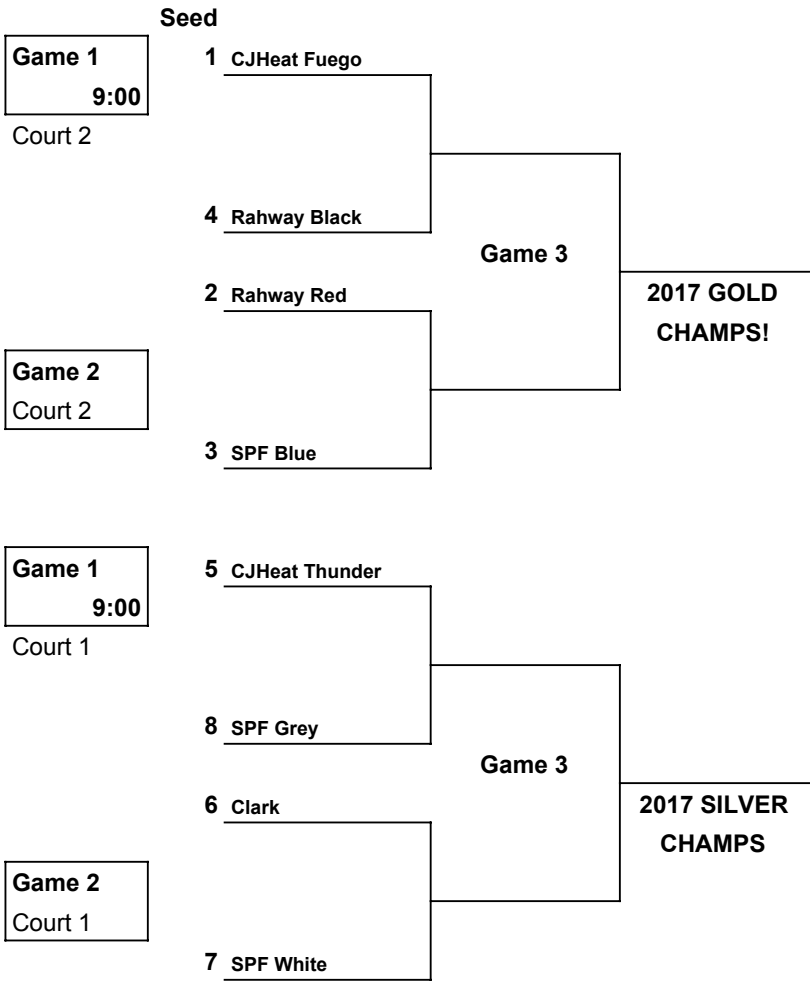 Seed
Game 1
9:00
Court 2
1 CJHeat Fuego
4 Rahway Black
Game 3
2 Rahway Red
2017 GOLD
CHAMPS!
Game 2
Court 2
3 SPF Blue
Game 1
9:00
Court 1
5 CJHeat Thunder
8 SPF Grey
Game 3
6 Clark
2017 SILVER
CHAMPS
Game 2
Court 1
7 SPF White